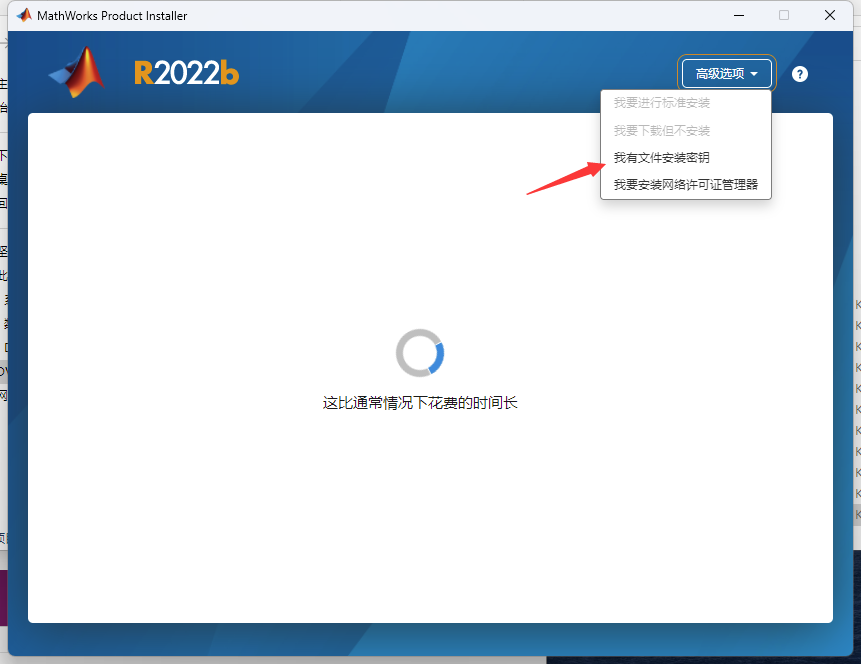 MathWorks Product Installer
R2022b
高级选项
?
我要进行标准安装
我要下载但不安装
我有文件安装密钥
我要安装网络许可证管理器
这比通常情况下花费的时间长